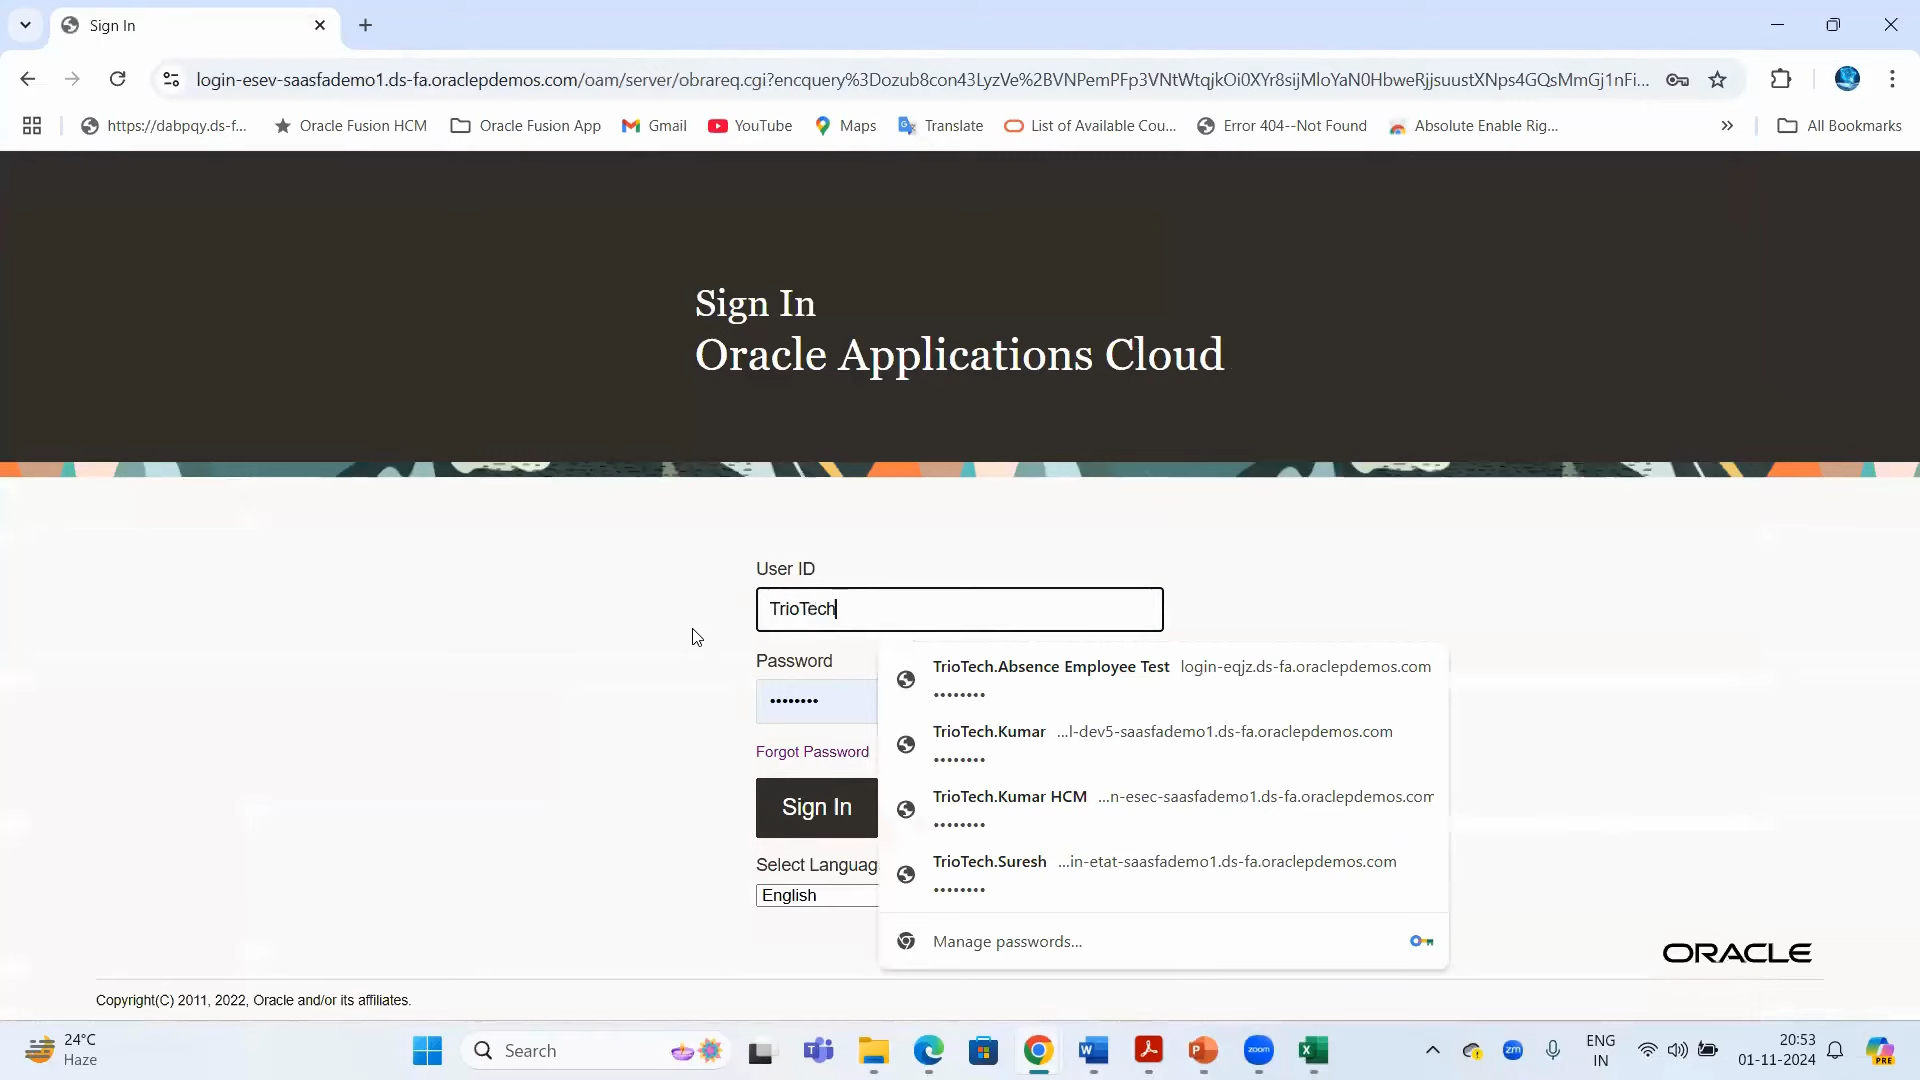 Sign In
login-esev-saasfademo1.ds-fa.oraclepdemos.com/oam/server/obrareq.cgi?encquery%3Dozub8con43LyzVe%2BVNPemPFp3VNtWtqjkOi0XYr8sijMloYaN0HbweRjjsuustXNps4GQsMmGj1nFi...
https://dabpqy.ds-f...
Oracle Fusion HCM
Oracle Fusion App
Gmail
YouTube
Maps
Translate
List of Available Cou...
Error 404--Not Found
Absolute Enable Rig...
All Bookmarks
Sign In
Oracle Applications Cloud
User ID
TrioTech
Password
••••••••
Forgot Password
Sign In
Select Languag
English
TrioTech.Absence Employee Test login-eqjz.ds-fa.oraclepdemos.com
••••••••
TrioTech.Kumar ...l-dev5-saasfademo1.ds-fa.oraclepdemos.com
••••••••
TrioTech.Kumar HCM ...n-esec-saasfademo1.ds-fa.oraclepdemos.com
••••••••
TrioTech.Suresh ...in-etat-saasfademo1.ds-fa.oraclepdemos.com
••••••••
Manage passwords...
ORACLE
Copyright(C) 2011, 2022, Oracle and/or its affiliates.
24°C
Haze
Search
zoom
zm
ENG
IN
20:53
01-11-2024
PRE